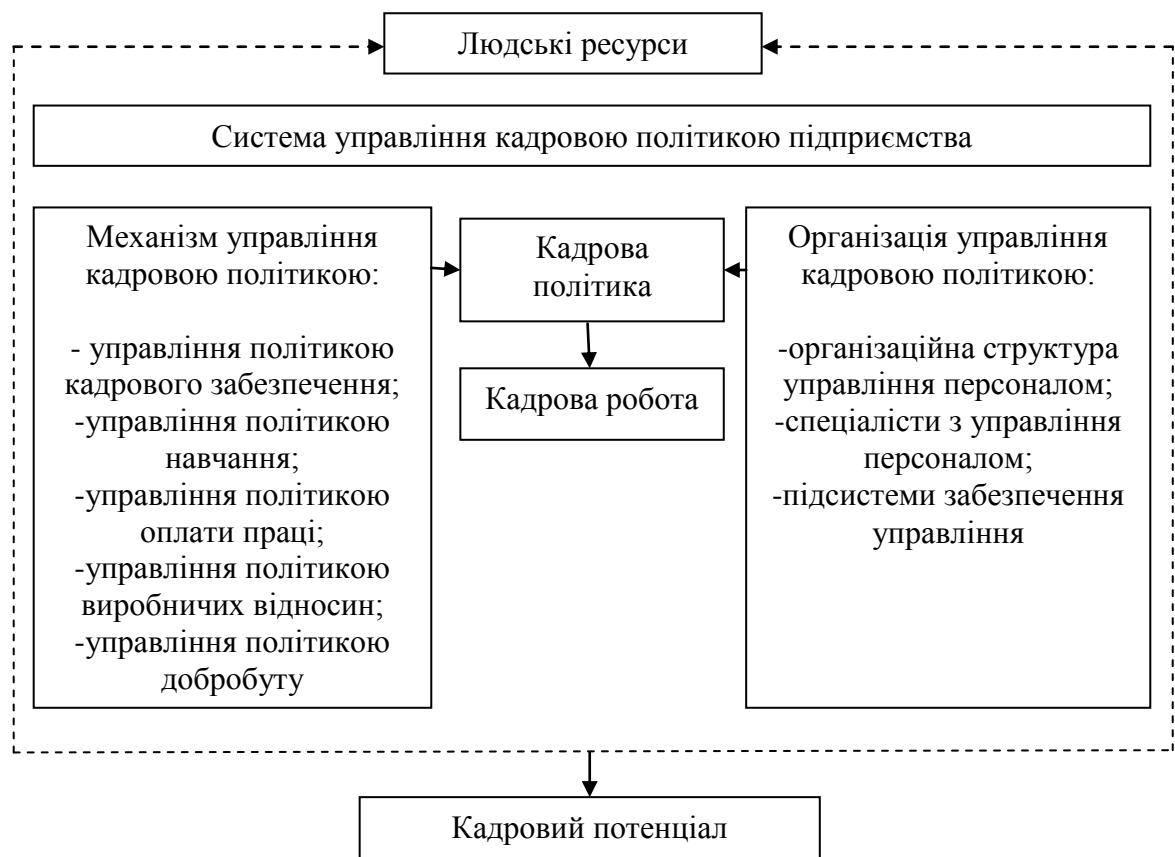 Людські ресурси
Система управління кадровою політикою підприємства
Механізм управління
кадровою політикою:
- управління політикою
кадрового забезпечення;
-управління політикою
навчання;
-управління політикою
оплати праці;
-управління політикою
виробничих відносин;
-управління політикою
добробуту
Кадрова
політика
Кадрова робота
Організація управління
кадровою політикою:
-організаційна структура
управління персоналом;
-спеціалісти з управління
персоналом;
-підсистеми забезпечення
управління
Кадровий потенціал